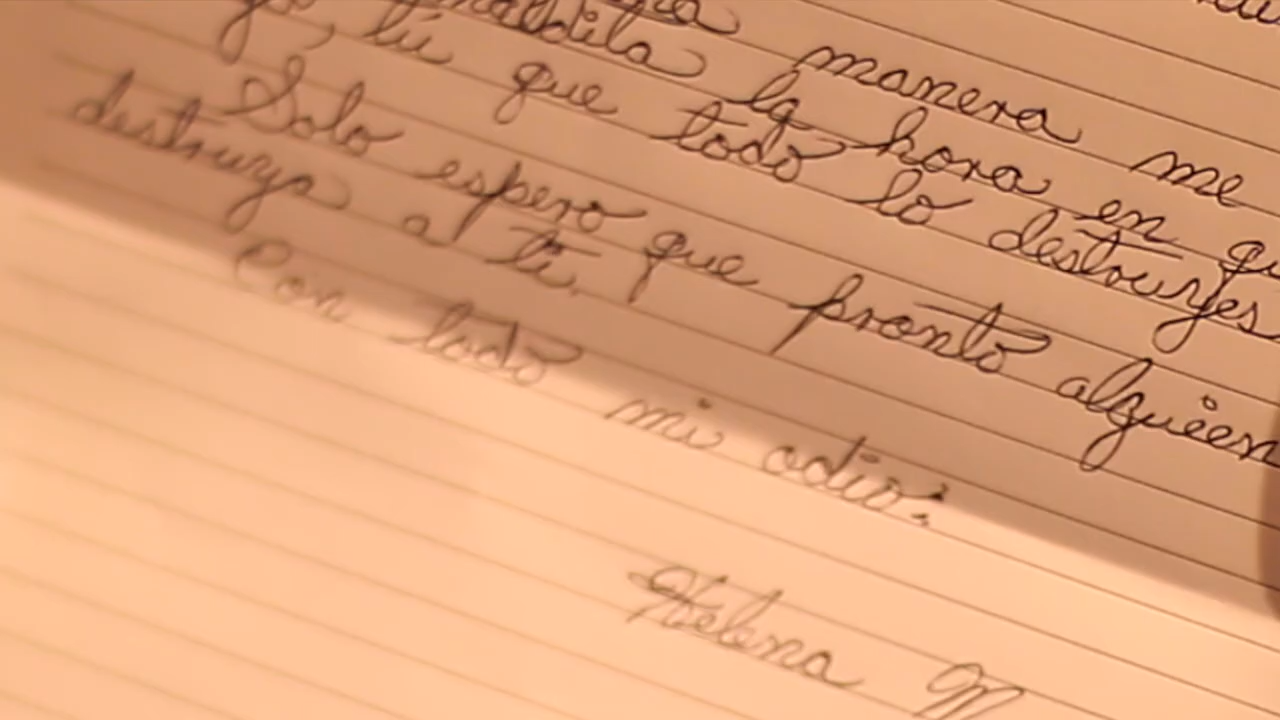 manera me
maldita la hora en
tú que todo lo destruyes
Solo espero que pronto alguien
destruya a ti.
Con todo mi odio:
Helena M